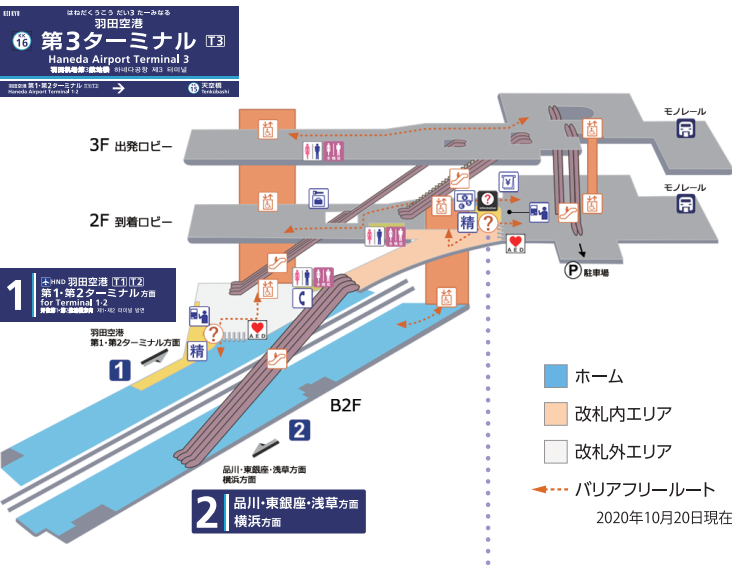 KEIKYU
はねだくうこう だい3 たーみなる
羽田空港
KK
16
第3ターミナル T3
Haneda Airport Terminal 3
하네다공항 제3 터미널
羽田空港 第1・第2ターミナル T1 T2
Haneda Airport Terminal 1·2
15
天空橋
Tenkūbashi
3F 出発ロビー
モノレール
2F 到着ロビー
モノレール
¥
精
?
AED
P 駐車場
1
HND 羽田空港 T1 T2
第1・第2ターミナル方面
for Terminal 1·2
羽田空港
第1・第2ターミナル方面
1
?
精
AED
B2F
2
品川・東銀座・浅草方面
横浜方面
2
品川・東銀座・浅草方面
横浜方面
ホーム
改札内エリア
改札外エリア
バリアフリールート
2020年10月20日現在